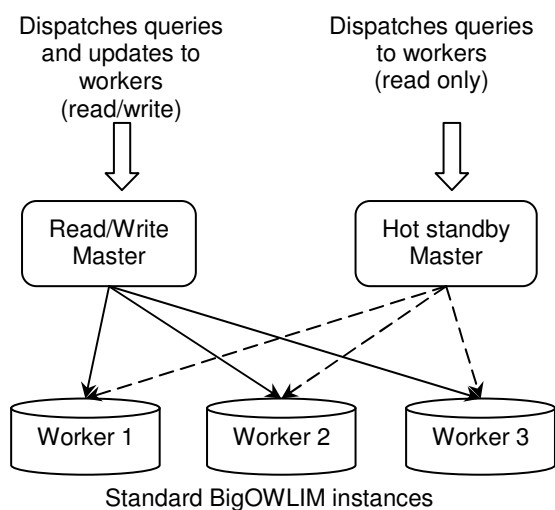 Dispatches queries
and updates to
workers
(read/write)
Dispatches queries
to workers
(read only)
Read/Write
Master
Hot standby
Master
Worker 1
Worker 2
Worker 3
Standard BigOWLIM instances